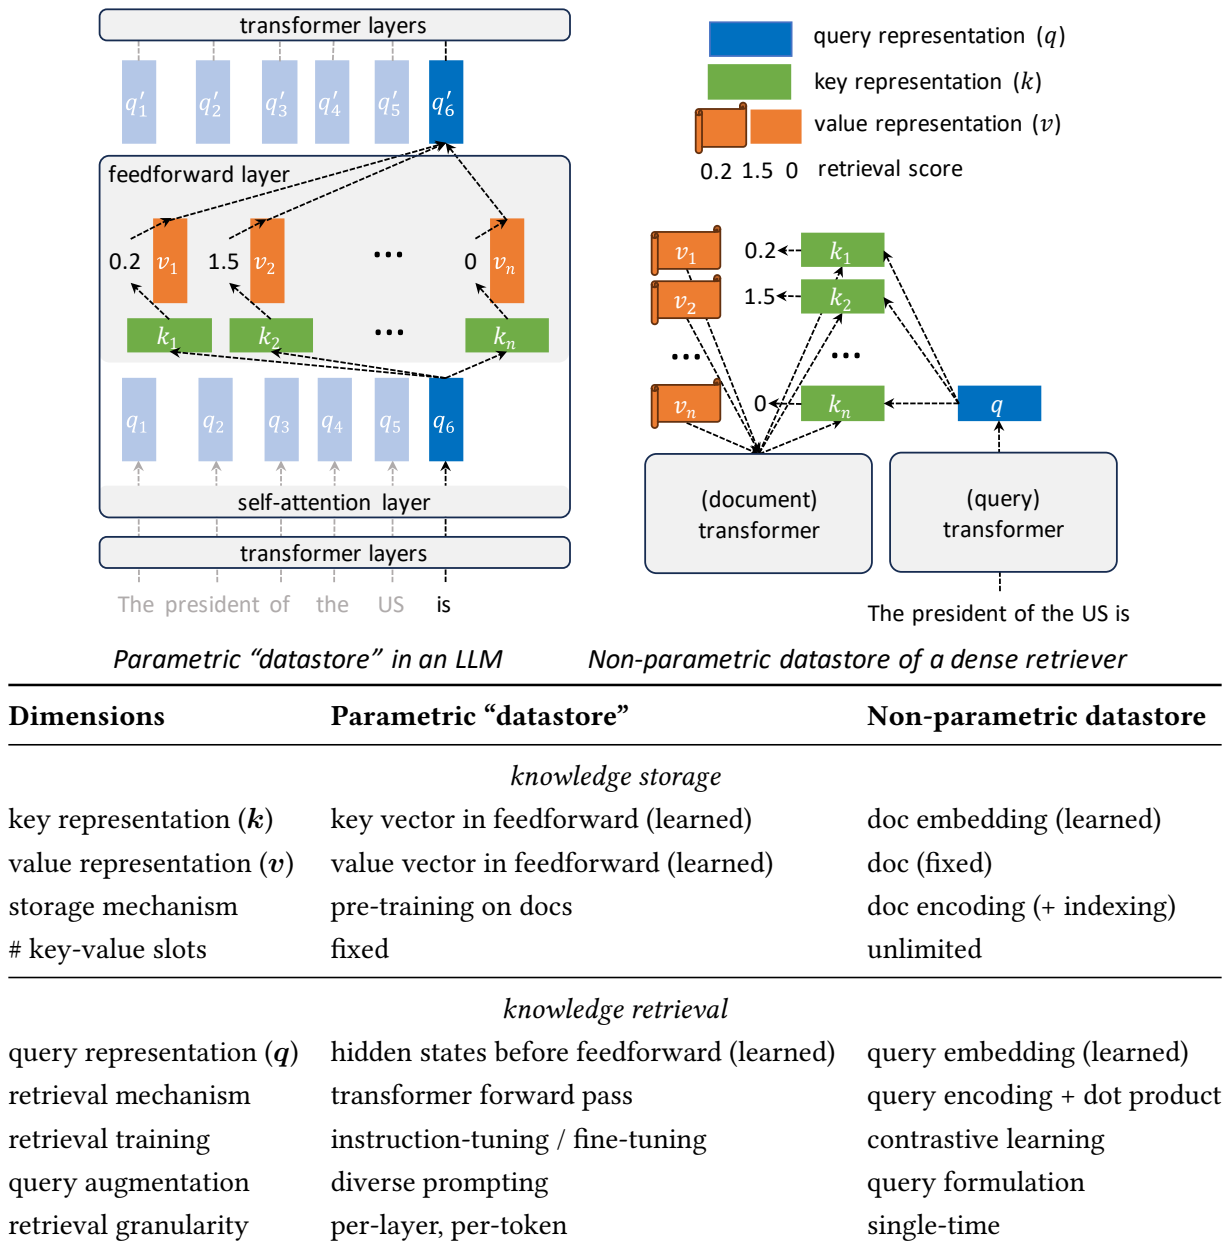 transformer layers
q′1 q′2 q′3 q′4 q′5 q′6
feedforward layer
0.2 v1 1.5 v2 ... 0 vn
k1 k2 ... kn
q1 q2 q3 q4 q5 q6
self-attention layer
transformer layers
The president of the US is
Parametric “datastore” in an LLM
query representation (q)
key representation (k)
value representation (v)
0.2 1.5 0 retrieval score
v1 0.2 k1
v2 1.5 k2
... ...
vn 0 kn q
(document)
transformer
(query)
transformer
The president of the US is
Non-parametric datastore of a dense retriever
Dimensions Parametric “datastore” Non-parametric datastore
knowledge storage
key representation (k) key vector in feedforward (learned) doc embedding (learned)
value representation (v) value vector in feedforward (learned) doc (fixed)
storage mechanism pre-training on docs doc encoding (+ indexing)
# key-value slots fixed unlimited
knowledge retrieval
query representation (q) hidden states before feedforward (learned) query embedding (learned)
retrieval mechanism transformer forward pass query encoding + dot product
retrieval training instruction-tuning / fine-tuning contrastive learning
query augmentation diverse prompting query formulation
retrieval granularity per-layer, per-token single-time